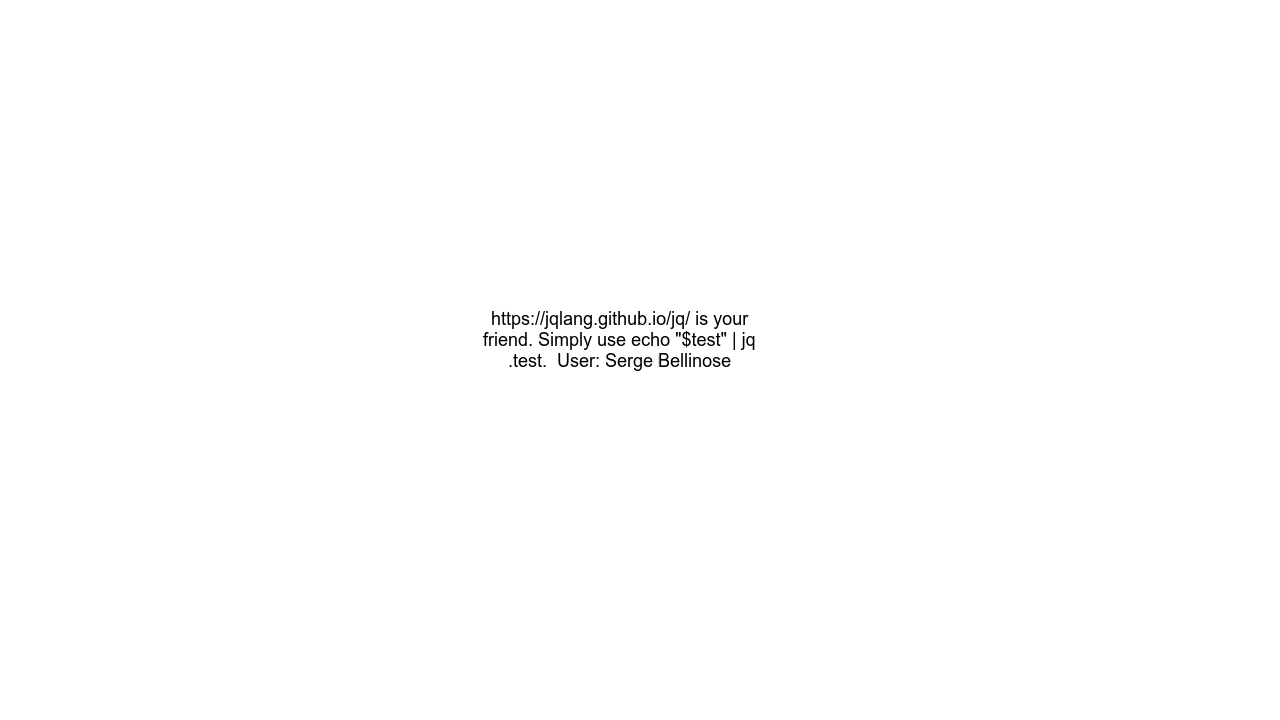 https://jqlang.github.io/jq/ is your
friend. Simply use echo "$test" | jq
.test.  User: Serge Bellinose